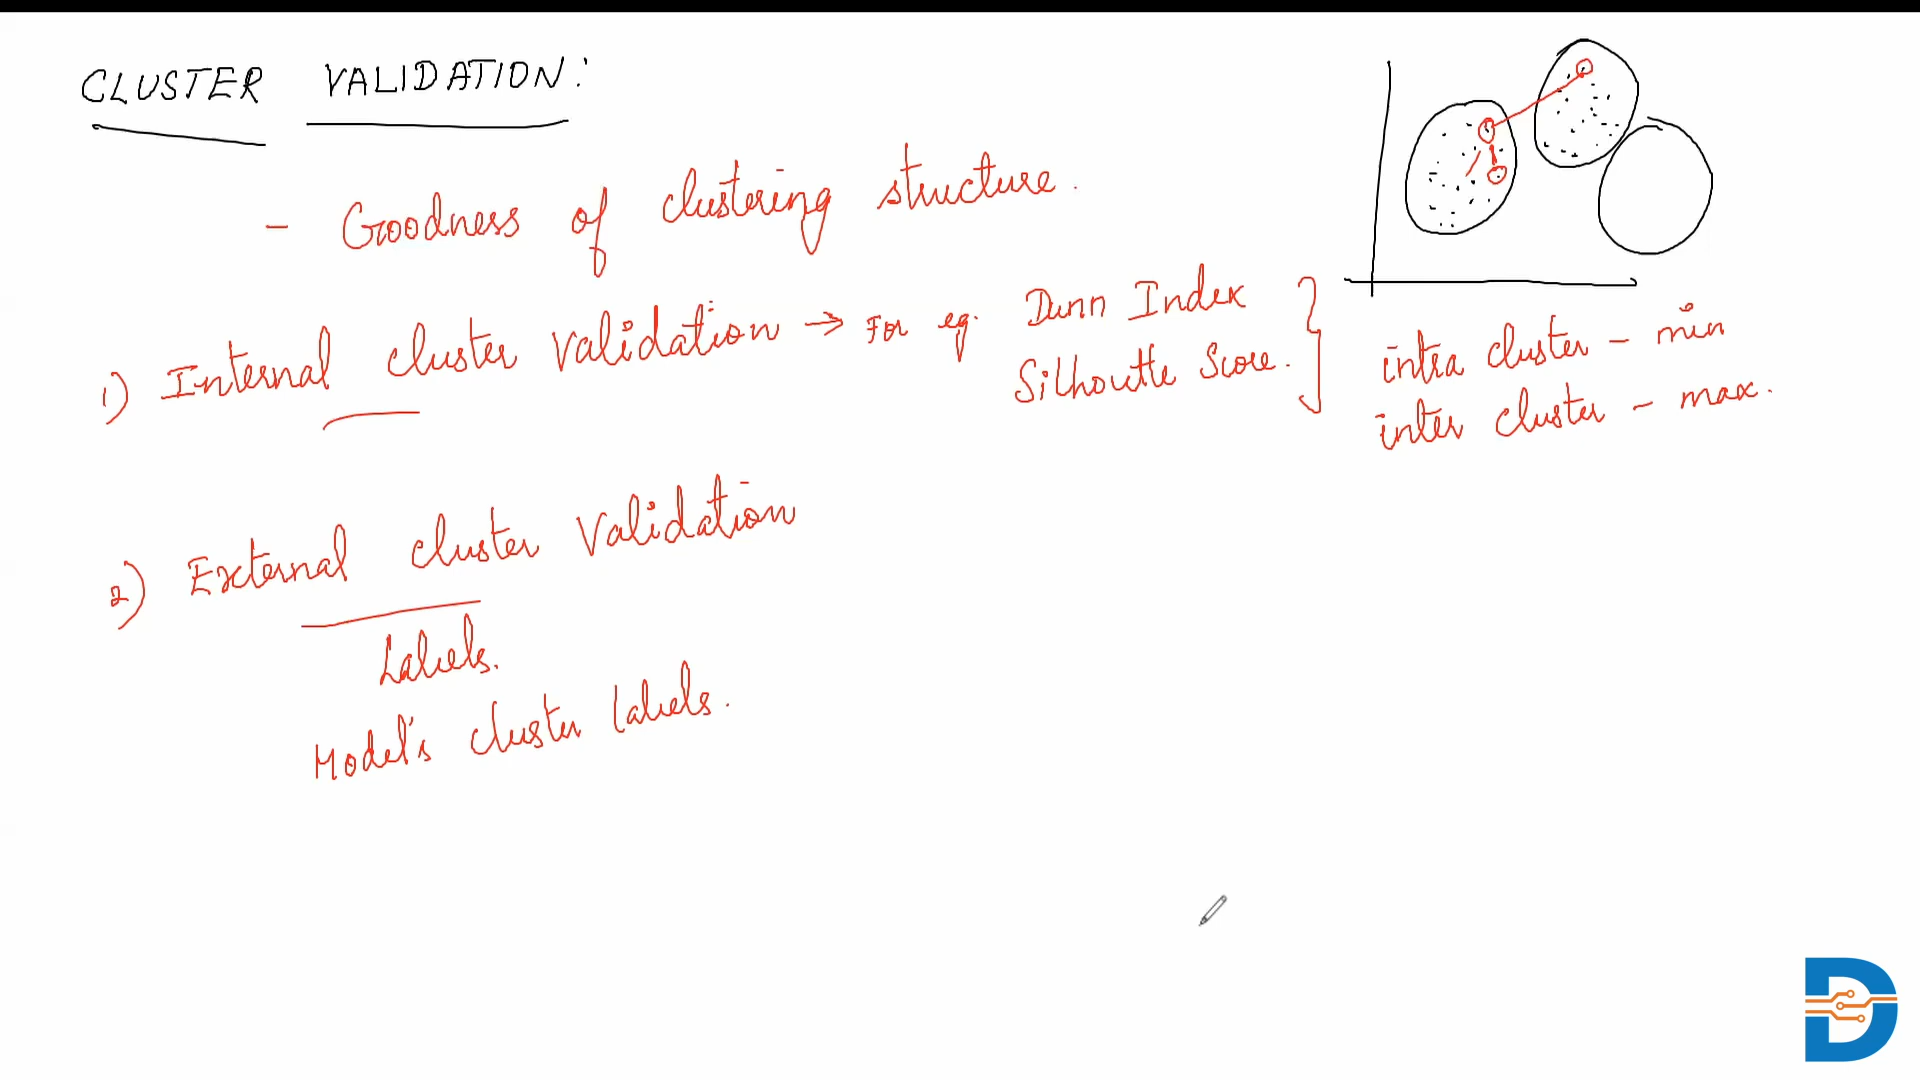 CLUSTER VALIDATION:
- Goodness of clustering structure.
1) Internal cluster Validation → For eg. Dunn Index
Silhouttle Score.
intra cluster - min
inter cluster - max.
2) External cluster Validation
Labels.
Model's cluster labels.
D